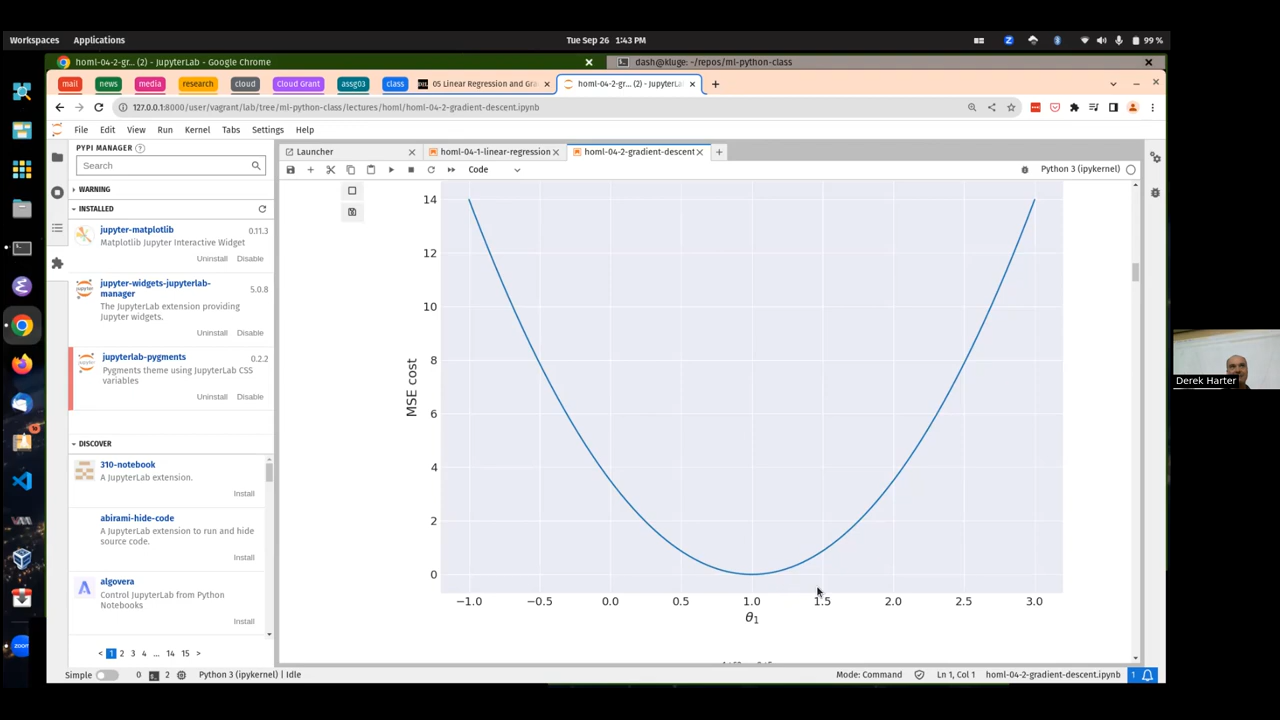 Workspaces Applications Tue Sep 26 1:43 PM 99 %
homl-04-2-gr... (2) - JupyterLab - Google Chrome dash@kluge: ~/repos/ml-python-class
mail news media research cloud Cloud Grant assg03 class 05 Linear Regression and Gra homl-04-2-gr... (2) - JupyterLa
127.0.0.1:8000/user/vagrant/lab/tree/ml-python-class/lectures/homl/homl-04-2-gradient-descent.ipynb
File Edit View Run Kernel Tabs Settings Help
PYPI MANAGER ?
Search
WARNING
INSTALLED
jupyter-matplotlib 0.11.3
Matplotlib Jupyter Interactive Widget
Uninstall Disable
jupyter-widgets-jupyterlab-
manager 5.0.8
The JupyterLab extension providing
Jupyter widgets.
Uninstall Disable
jupyterlab-pygments 0.2.2
Pygments theme using JupyterLab CSS
variables
Uninstall Disable
DISCOVER
310-notebook
A JupyterLab extension.
Install
abirami-hide-code
A JupyterLab extension to run and hide
source code.
Install
algovera
Control JupyterLab from Python
Notebooks
Install
< 1 2 3 4 ... 14 15 >
Launcher homl-04-1-linear-regression homl-04-2-gradient-descent
Code Python 3 (ipykernel)
14
12
10
8
6
4
2
0
MSE cost
−1.0 −0.5 0.0 0.5 1.0 1.5 2.0 2.5 3.0
θ1
Derek Harter
Simple 0 2 Python 3 (ipykernel) | Idle Mode: Command Ln 1, Col 1 homl-04-2-gradient-descent.ipynb 1